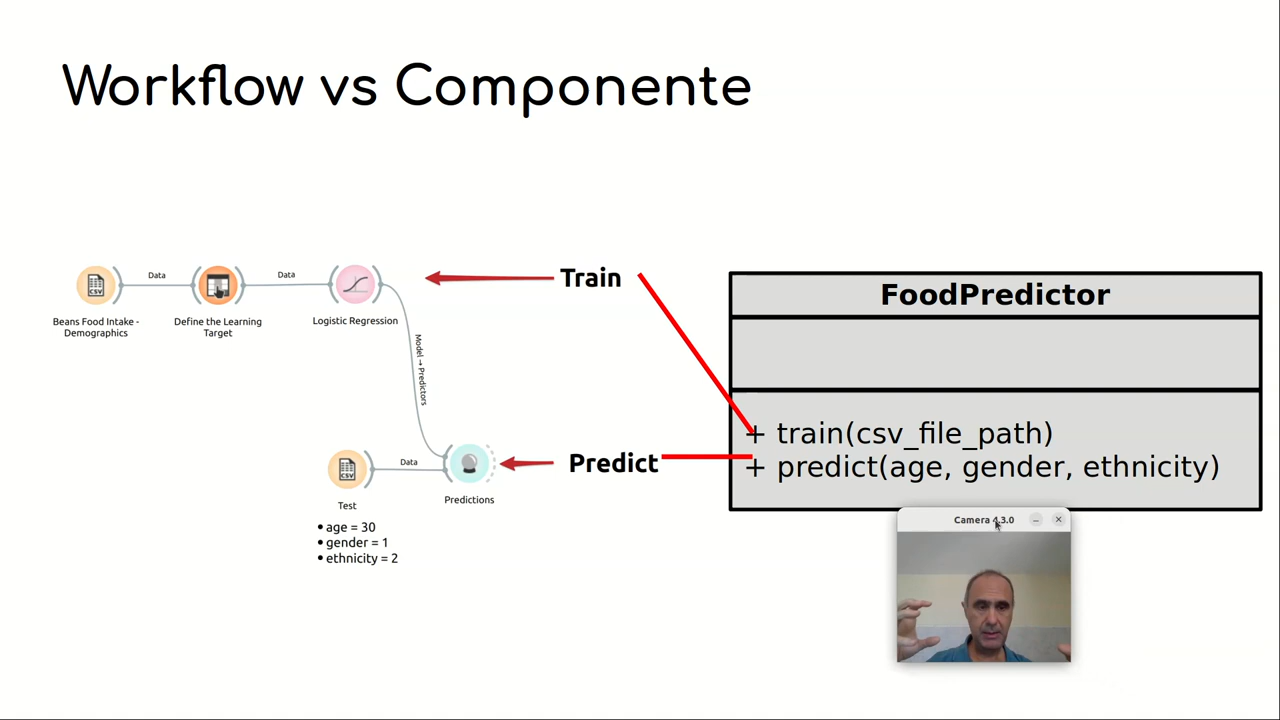 Workflow vs Componente
Data
Data
CSV
Beans Food Intake -
Demographics
Define the Learning
Target
Logistic Regression
Train
Model → Predictors
FoodPredictor
+ train(csv_file_path)
+ predict(age, gender, ethnicity)
Data
CSV
Predict
Test
Predictions
• age = 30
• gender = 1
• ethnicity = 2
Camera 4.3.0